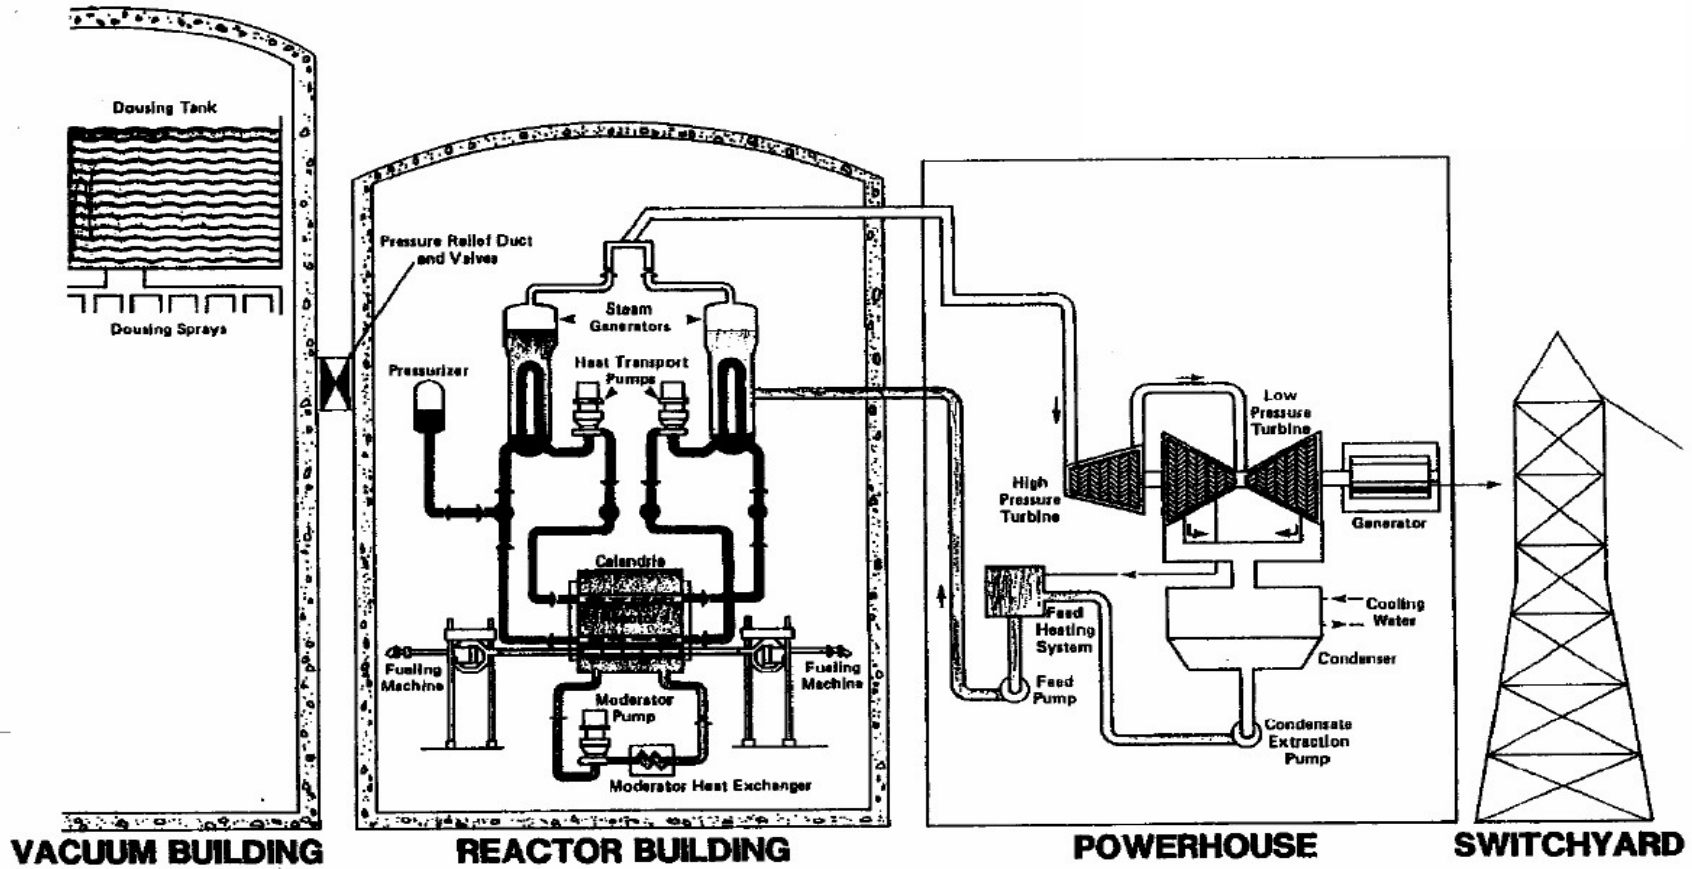 Dousing Tank
Dousing Sprays
Pressure Relief Duct
and Valves
Steam
Generators
Pressurizer
Heat Transport
Pumps
Calandria
Reactor
Fueling
Machine
Fueling
Machine
Moderator
Pump
Moderator Heat Exchanger
Low
Pressure
Turbine
High
Pressure
Turbine
Generator
Feed
Heating
System
Cooling
Water
Condenser
Feed
Pump
Condensate
Extraction
Pump
VACUUM BUILDING
REACTOR BUILDING
POWERHOUSE
SWITCHYARD